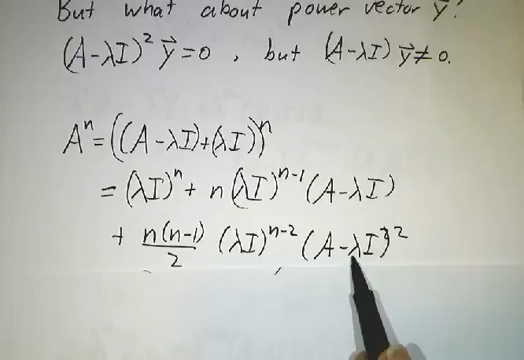 But what about power vector y⃗?
(A-λI)² y⃗ = 0, but (A-λI) y⃗ ≠ 0.
Aⁿ = ((A-λI)+(λI))ⁿ
= (λI)ⁿ + n(λI)ⁿ⁻¹ (A-λI)
+ n(n-1)/2 (λI)ⁿ⁻² (A-λI)²